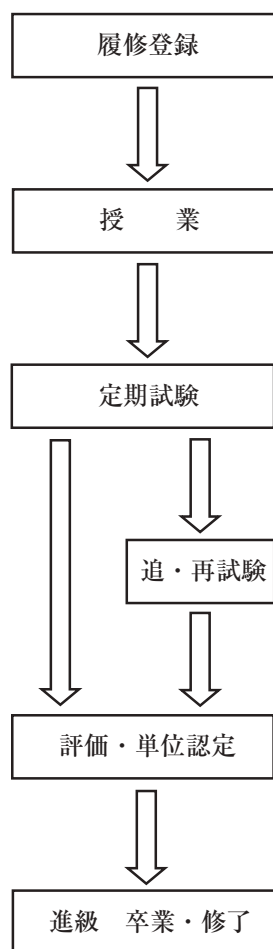 履修登録
授　　業
定期試験
追・再試験
評価・単位認定
進級　卒業・修了